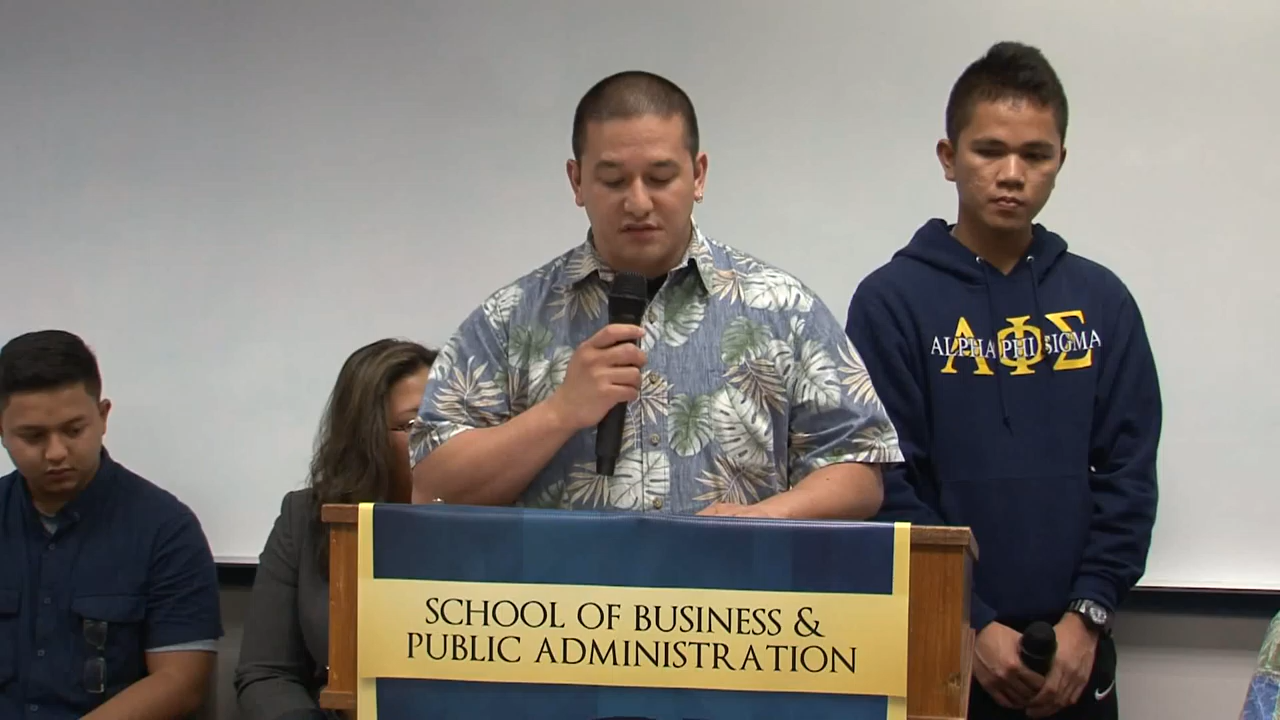 ΑΦΣ
ALPHA PHI SIGMA
SCHOOL OF BUSINESS &
PUBLIC ADMINISTRATION